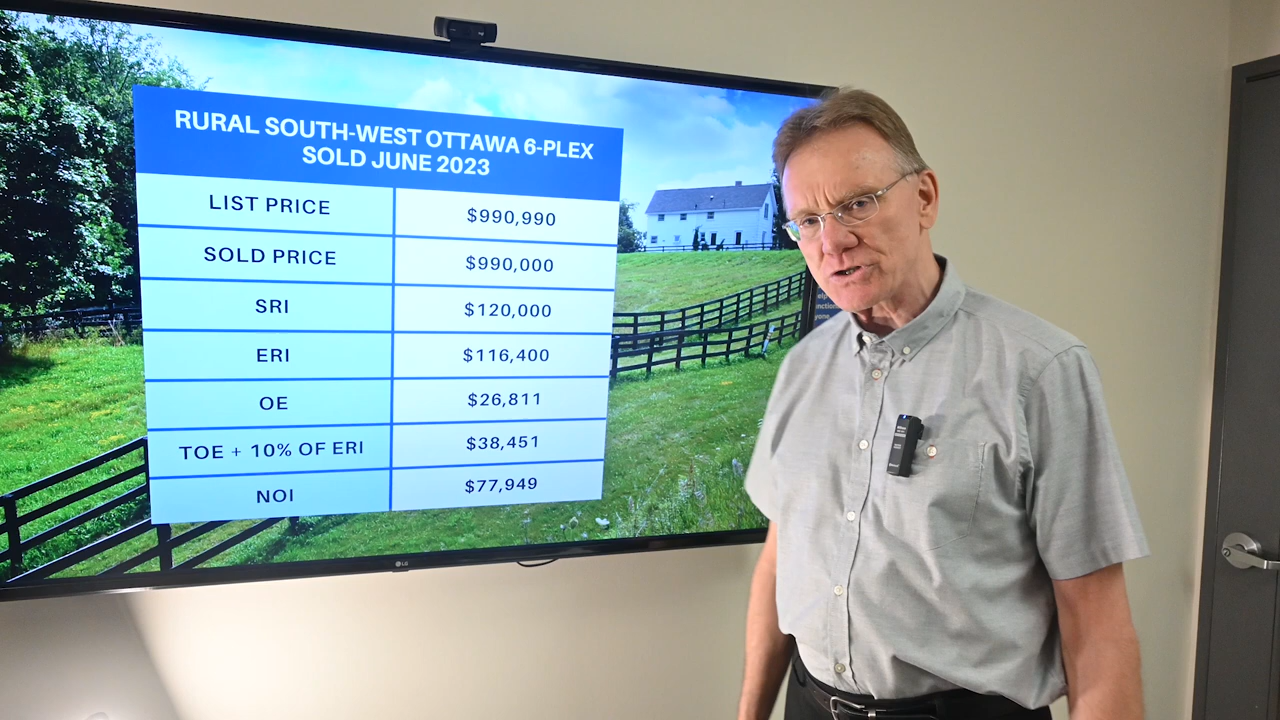 RURAL SOUTH-WEST OTTAWA 6-PLEX
SOLD JUNE 2023
LIST PRICE $990,990
SOLD PRICE $990,000
SRI $120,000
ERI $116,400
OE $26,811
TOE + 10% OF ERI $38,451
NOI $77,949
LG